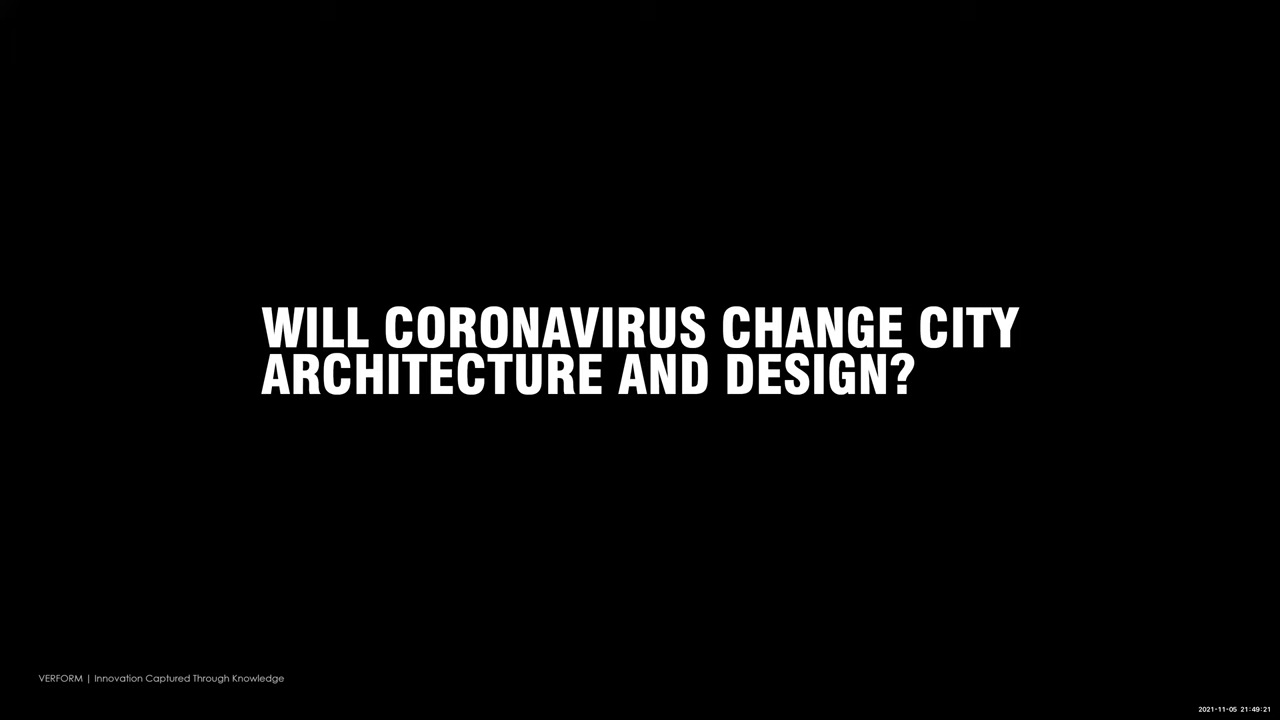 WILL CORONAVIRUS CHANGE CITY
ARCHITECTURE AND DESIGN?
VERFORM | Innovation Captured Through Knowledge
2021-11-05 21:49:21